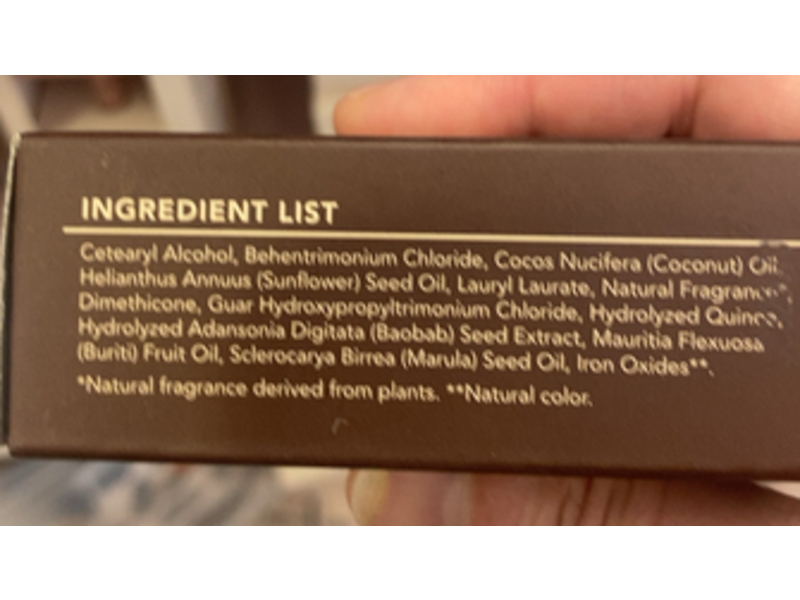 INGREDIENT LIST
Cetearyl Alcohol, Behentrimonium Chloride, Cocos Nucifera (Coconut) Oil,
Helianthus Annuus (Sunflower) Seed Oil, Lauryl Laurate, Natural Fragrance*,
Dimethicone, Guar Hydroxypropyltrimonium Chloride, Hydrolyzed
Hydrolyzed Adansonia Digitata (Baobab) Seed Extract, Mauritia Flexuosa
(Buriti) Fruit Oil, Sclerocarya Birrea (Marula) Seed Oil, Iron Oxides**.
*Natural fragrance derived from plants. **Natural color.